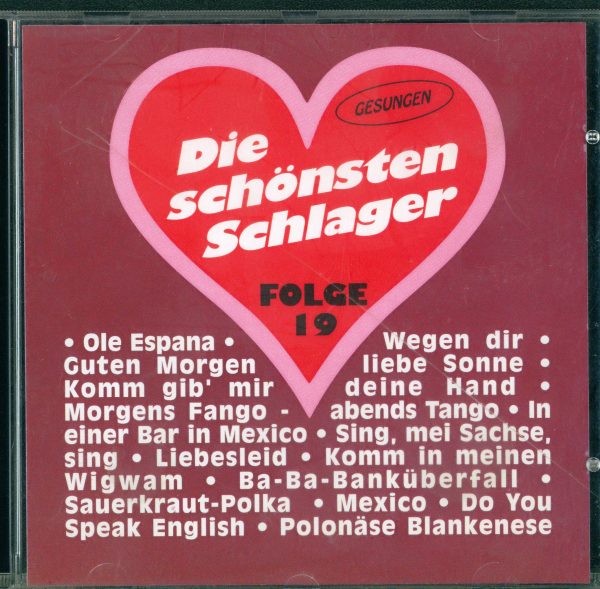 GESUNGEN
Die
schönsten
Schlager
FOLGE
19
• Ole Espana • Wegen dir •
Guten Morgen liebe Sonne •
Komm gib' mir deine Hand •
Morgens Fango - abends Tango • In
einer Bar in Mexico • Sing, mei Sachse,
sing • Liebesleid • Komm in meinen
Wigwam • Ba-Ba-Banküberfall •
Sauerkraut-Polka • Mexico • Do You
Speak English • Polonäse Blankenese